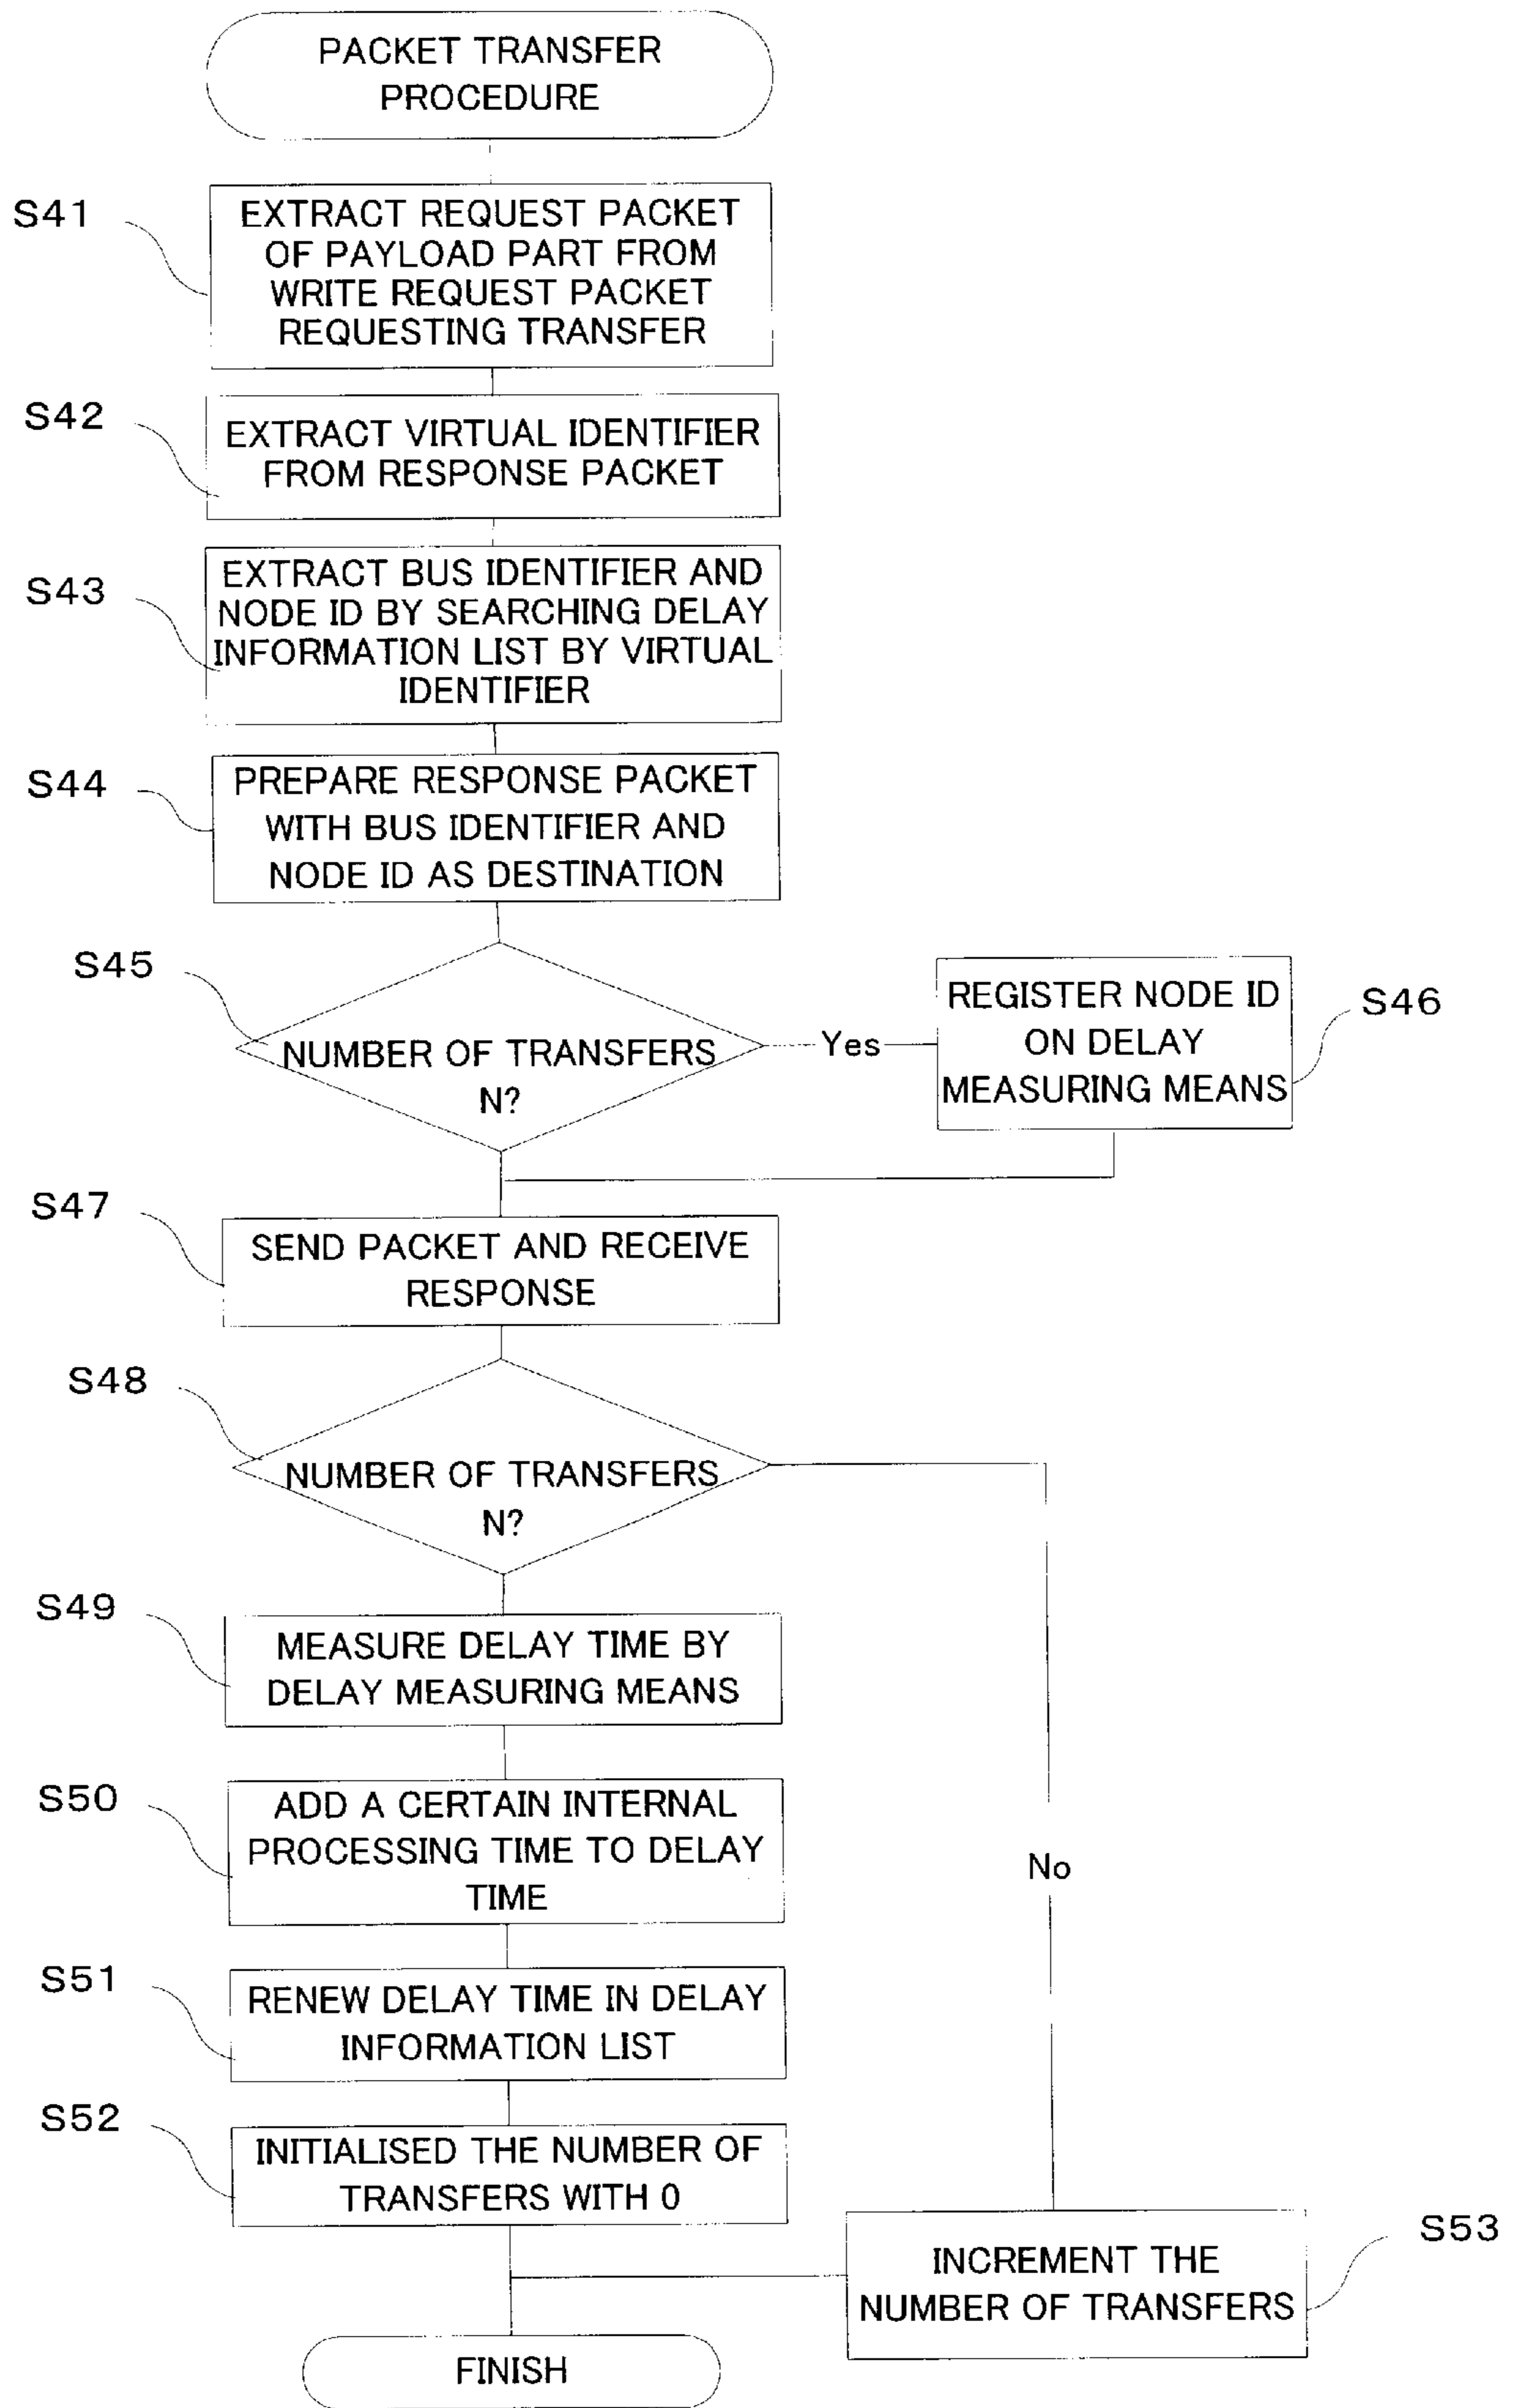 PACKET TRANSFER
PROCEDURE
S41
EXTRACT REQUEST PACKET
OF PAYLOAD PART FROM
WRITE REQUEST PACKET
REQUESTING TRANSFER
S42
EXTRACT VIRTUAL IDENTIFIER
FROM RESPONSE PACKET
S43
EXTRACT BUS IDENTIFIER AND
NODE ID BY SEARCHING DELAY
INFORMATION LIST BY VIRTUAL
IDENTIFIER
S44
PREPARE RESPONSE PACKET
WITH BUS IDENTIFIER AND
NODE ID AS DESTINATION
S45
NUMBER OF TRANSFERS
N?
Yes
REGISTER NODE ID
ON DELAY
MEASURING MEANS
S46
S47
SEND PACKET AND RECEIVE
RESPONSE
S48
NUMBER OF TRANSFERS
N?
S49
MEASURE DELAY TIME BY
DELAY MEASURING MEANS
S50
ADD A CERTAIN INTERNAL
PROCESSING TIME TO DELAY
TIME
No
S51
RENEW DELAY TIME IN DELAY
INFORMATION LIST
S52
INITIALISED THE NUMBER OF
TRANSFERS WITH 0
S53
INCREMENT THE
NUMBER OF TRANSFERS
FINISH